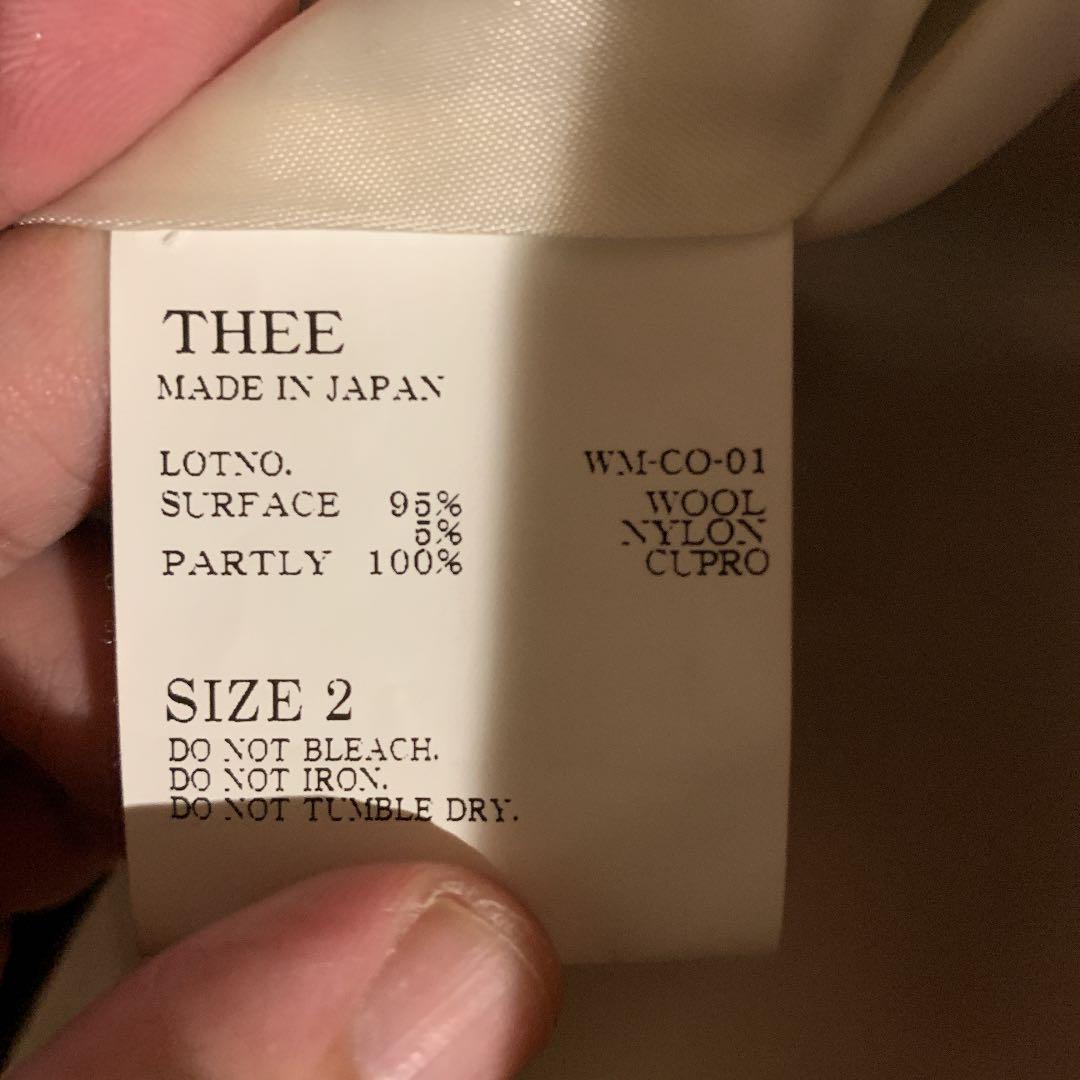 THEE
MADE IN JAPAN
LOTNO. WM-CO-01
SURFACE 95% WOOL
5% NYLON
PARTLY 100% CUPRO
SIZE 2
DO NOT BLEACH.
DO NOT IRON.
DO NOT TUMBLE DRY.